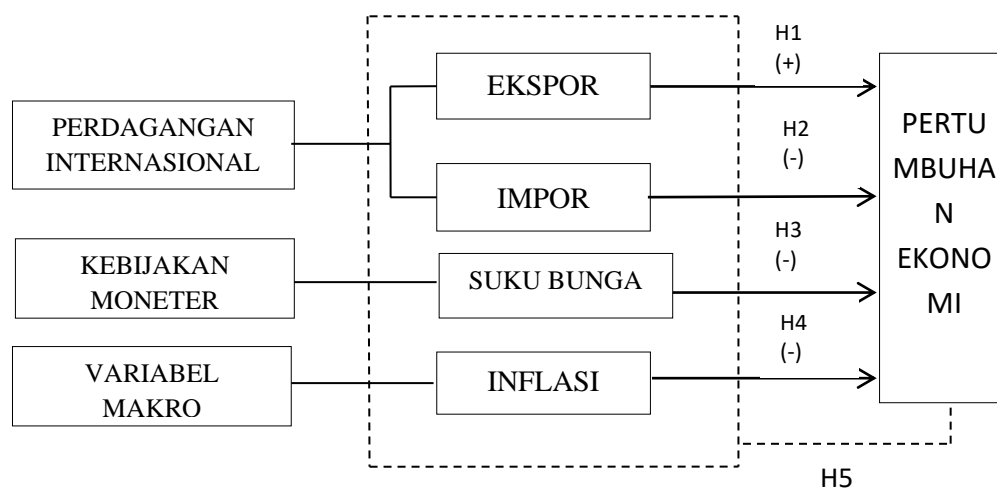 PERDAGANGAN
INTERNASIONAL
KEBIJAKAN
MONETER
VARIABEL
MAKRO
EKSPOR
IMPOR
SUKU BUNGA
INFLASI
H1
(+)
H2
(-)
H3
(-)
H4
(-)
PERTU
MBUHA
N
EKONO
MI
H5